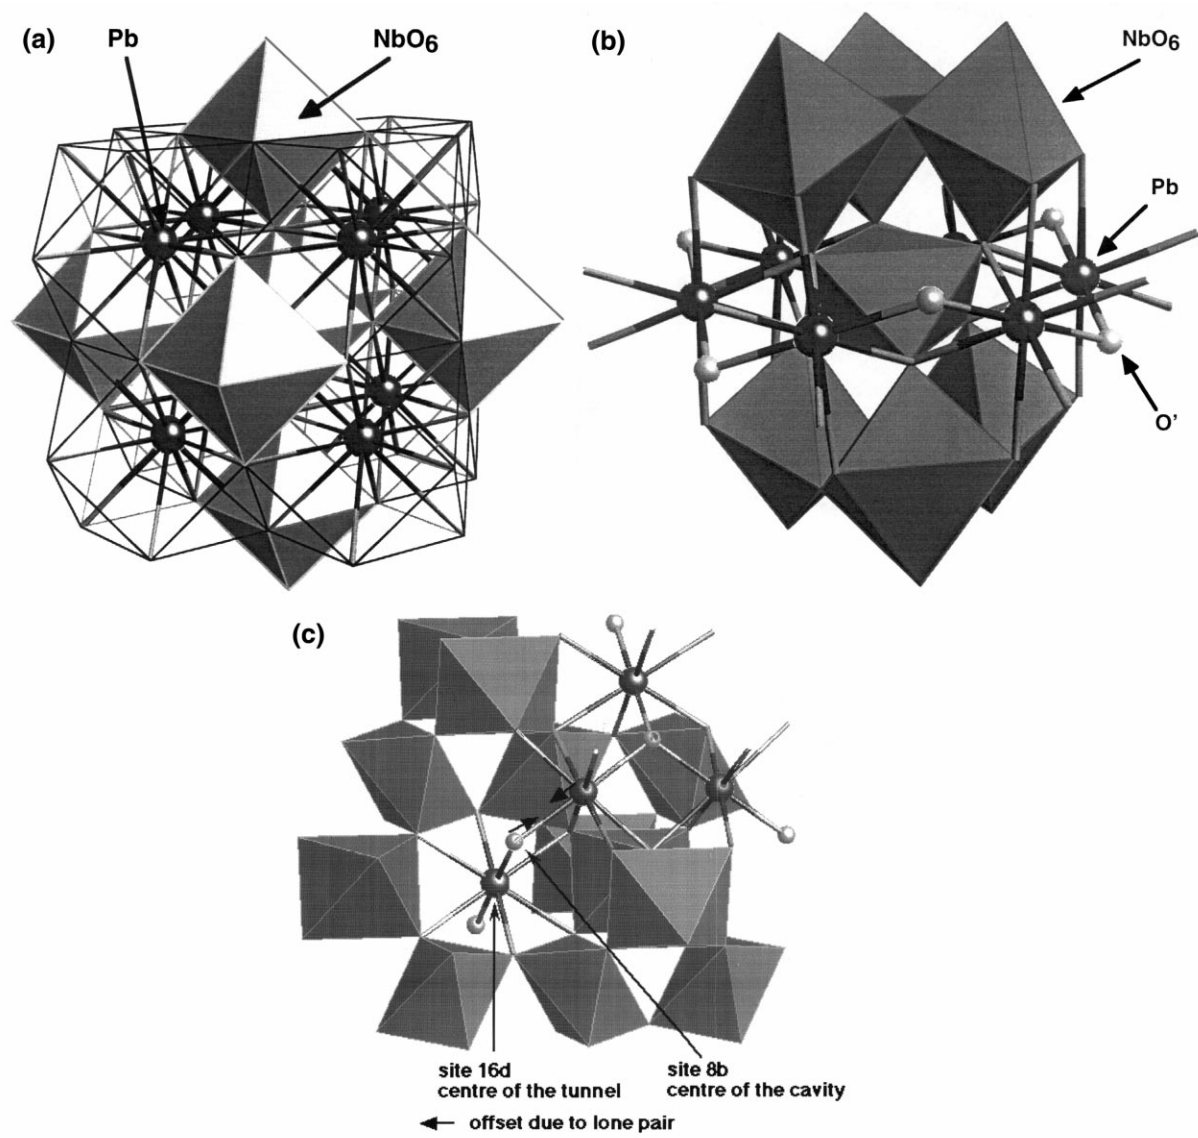 (a)
Pb
NbO6
(b)
NbO6
Pb
O'
(c)
site 16d
centre of the tunnel
site 8b
centre of the cavity
offset due to lone pair